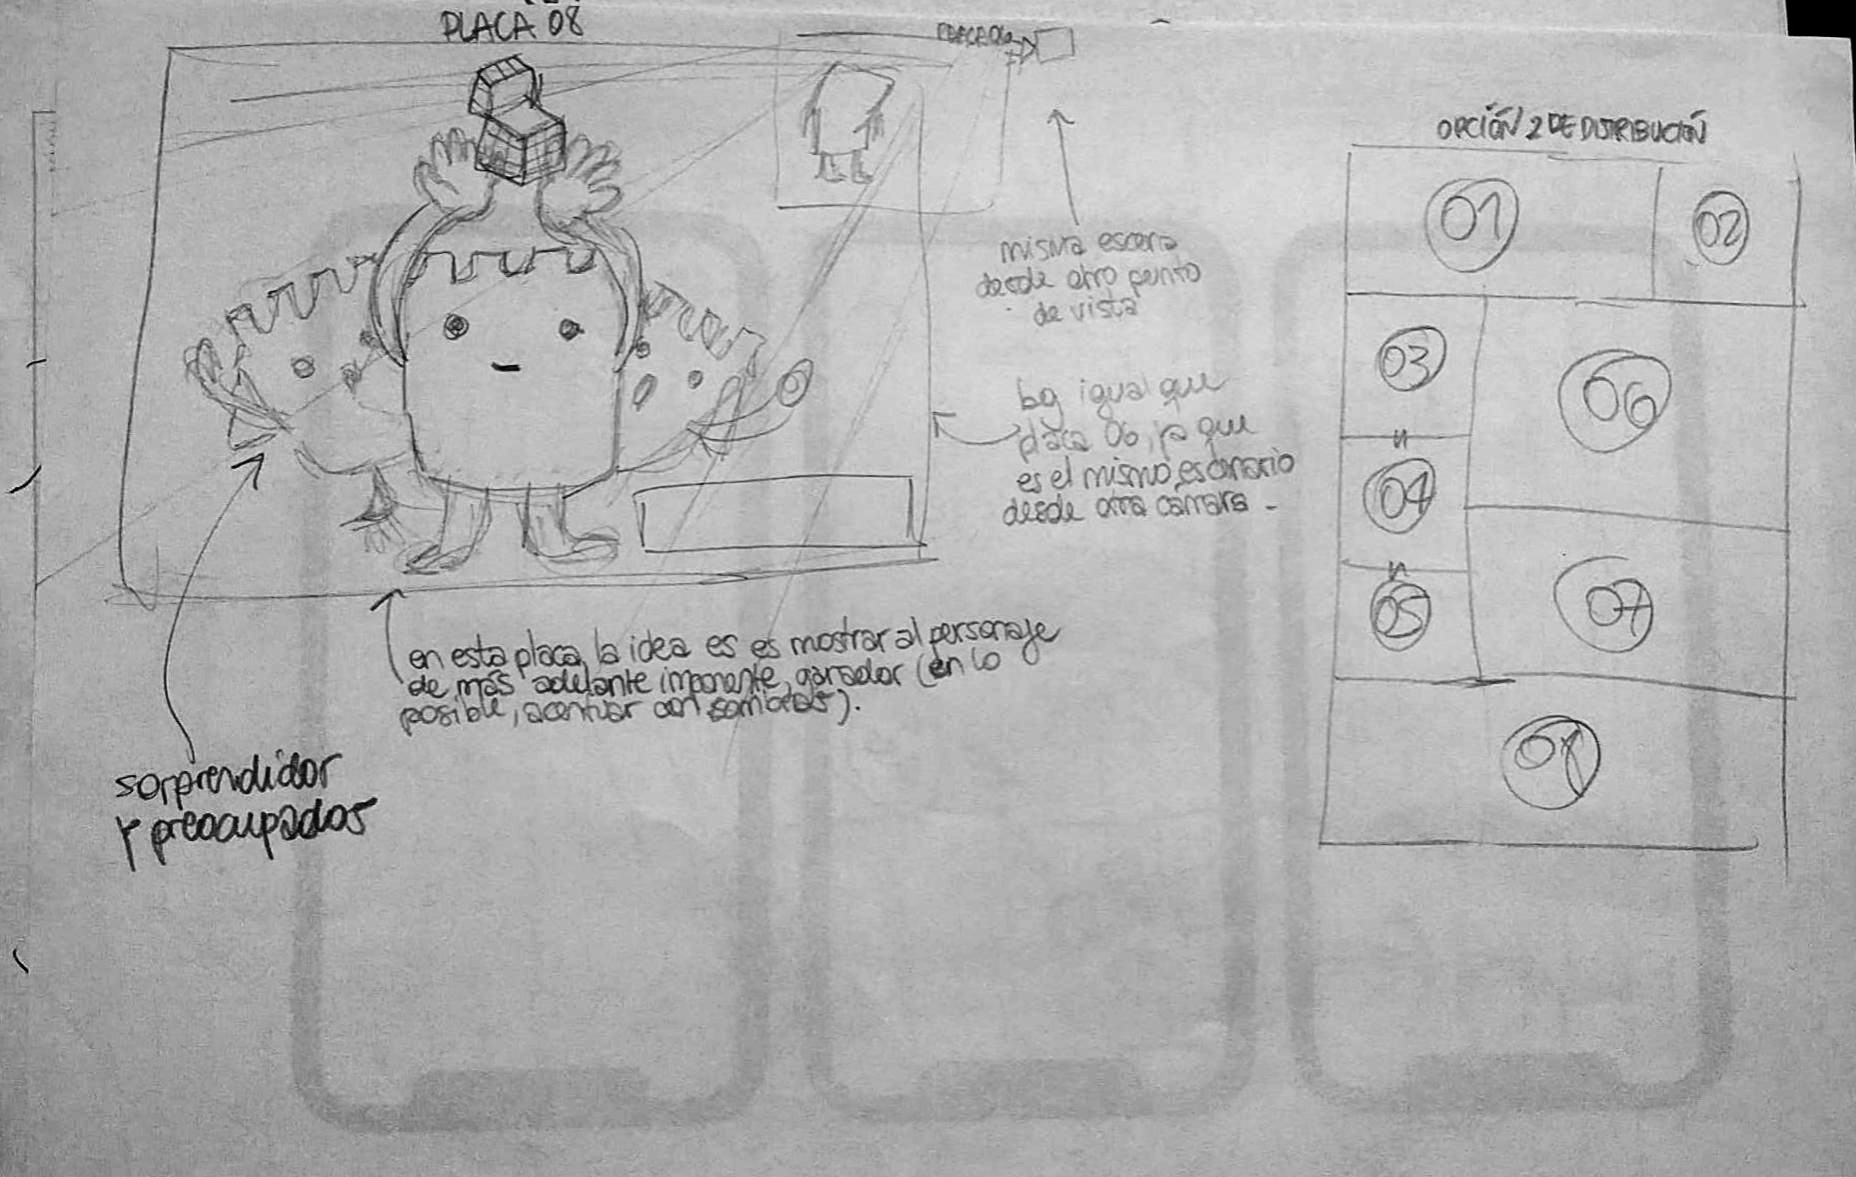 PLACA 08
PLACA 06
misma escena
desde otro punto
de vista
bg igual que
placa 06, ya que
es el mismo escenario
desde otra cámara -
en esta placa, la idea es es mostrar al personaje
de más adelante imponente, ganador (en lo
posible, acentuar con sombras).
sorprendidos
y preocupados
OPCIÓN 2 DE DISTRIBUCIÓN
01
02
03
06
04
07
05
08